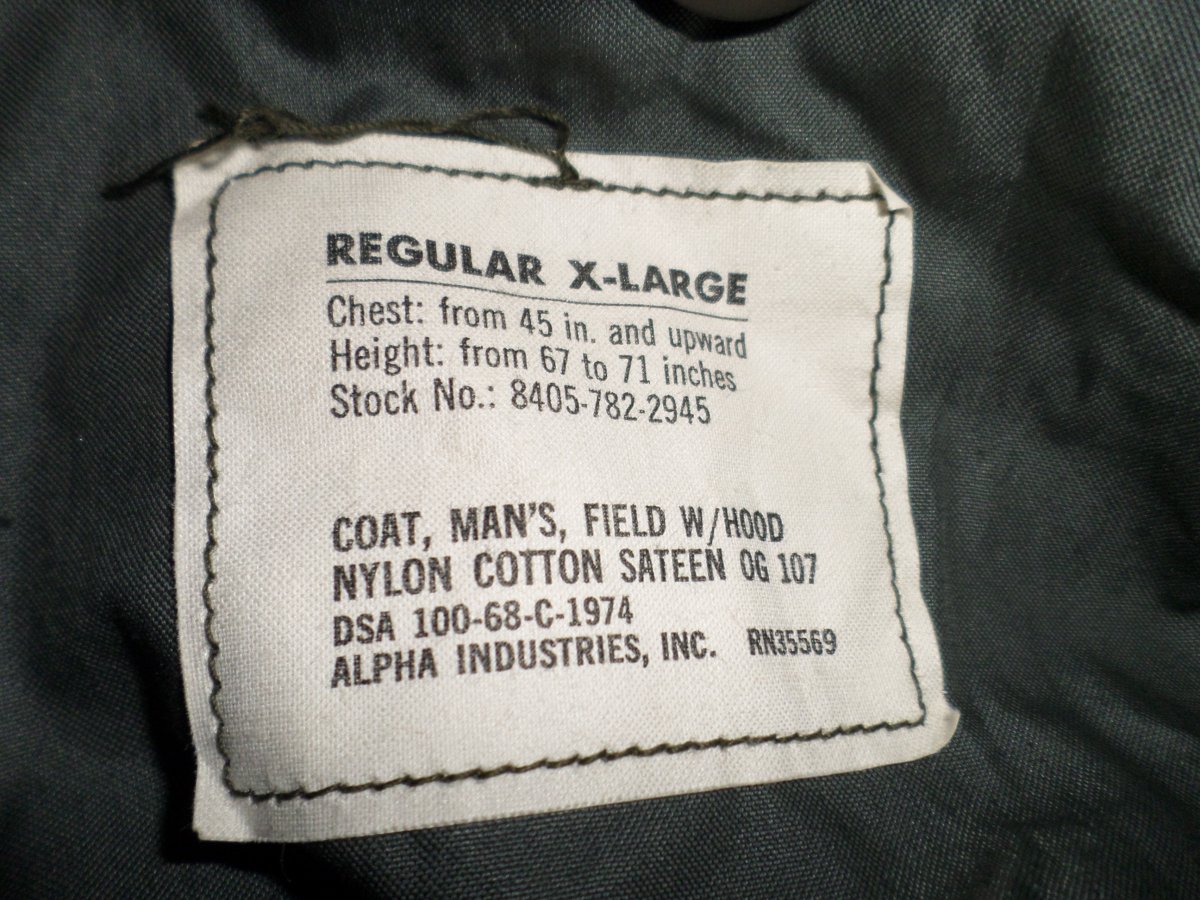 REGULAR X-LARGE
Chest: from 45 in. and upward
Height: from 67 to 71 inches
Stock No.: 8405-782-2945
COAT, MAN'S, FIELD W/HOOD
NYLON COTTON SATEEN OG 107
DSA 100-68-C-1974
ALPHA INDUSTRIES, INC. RN35569